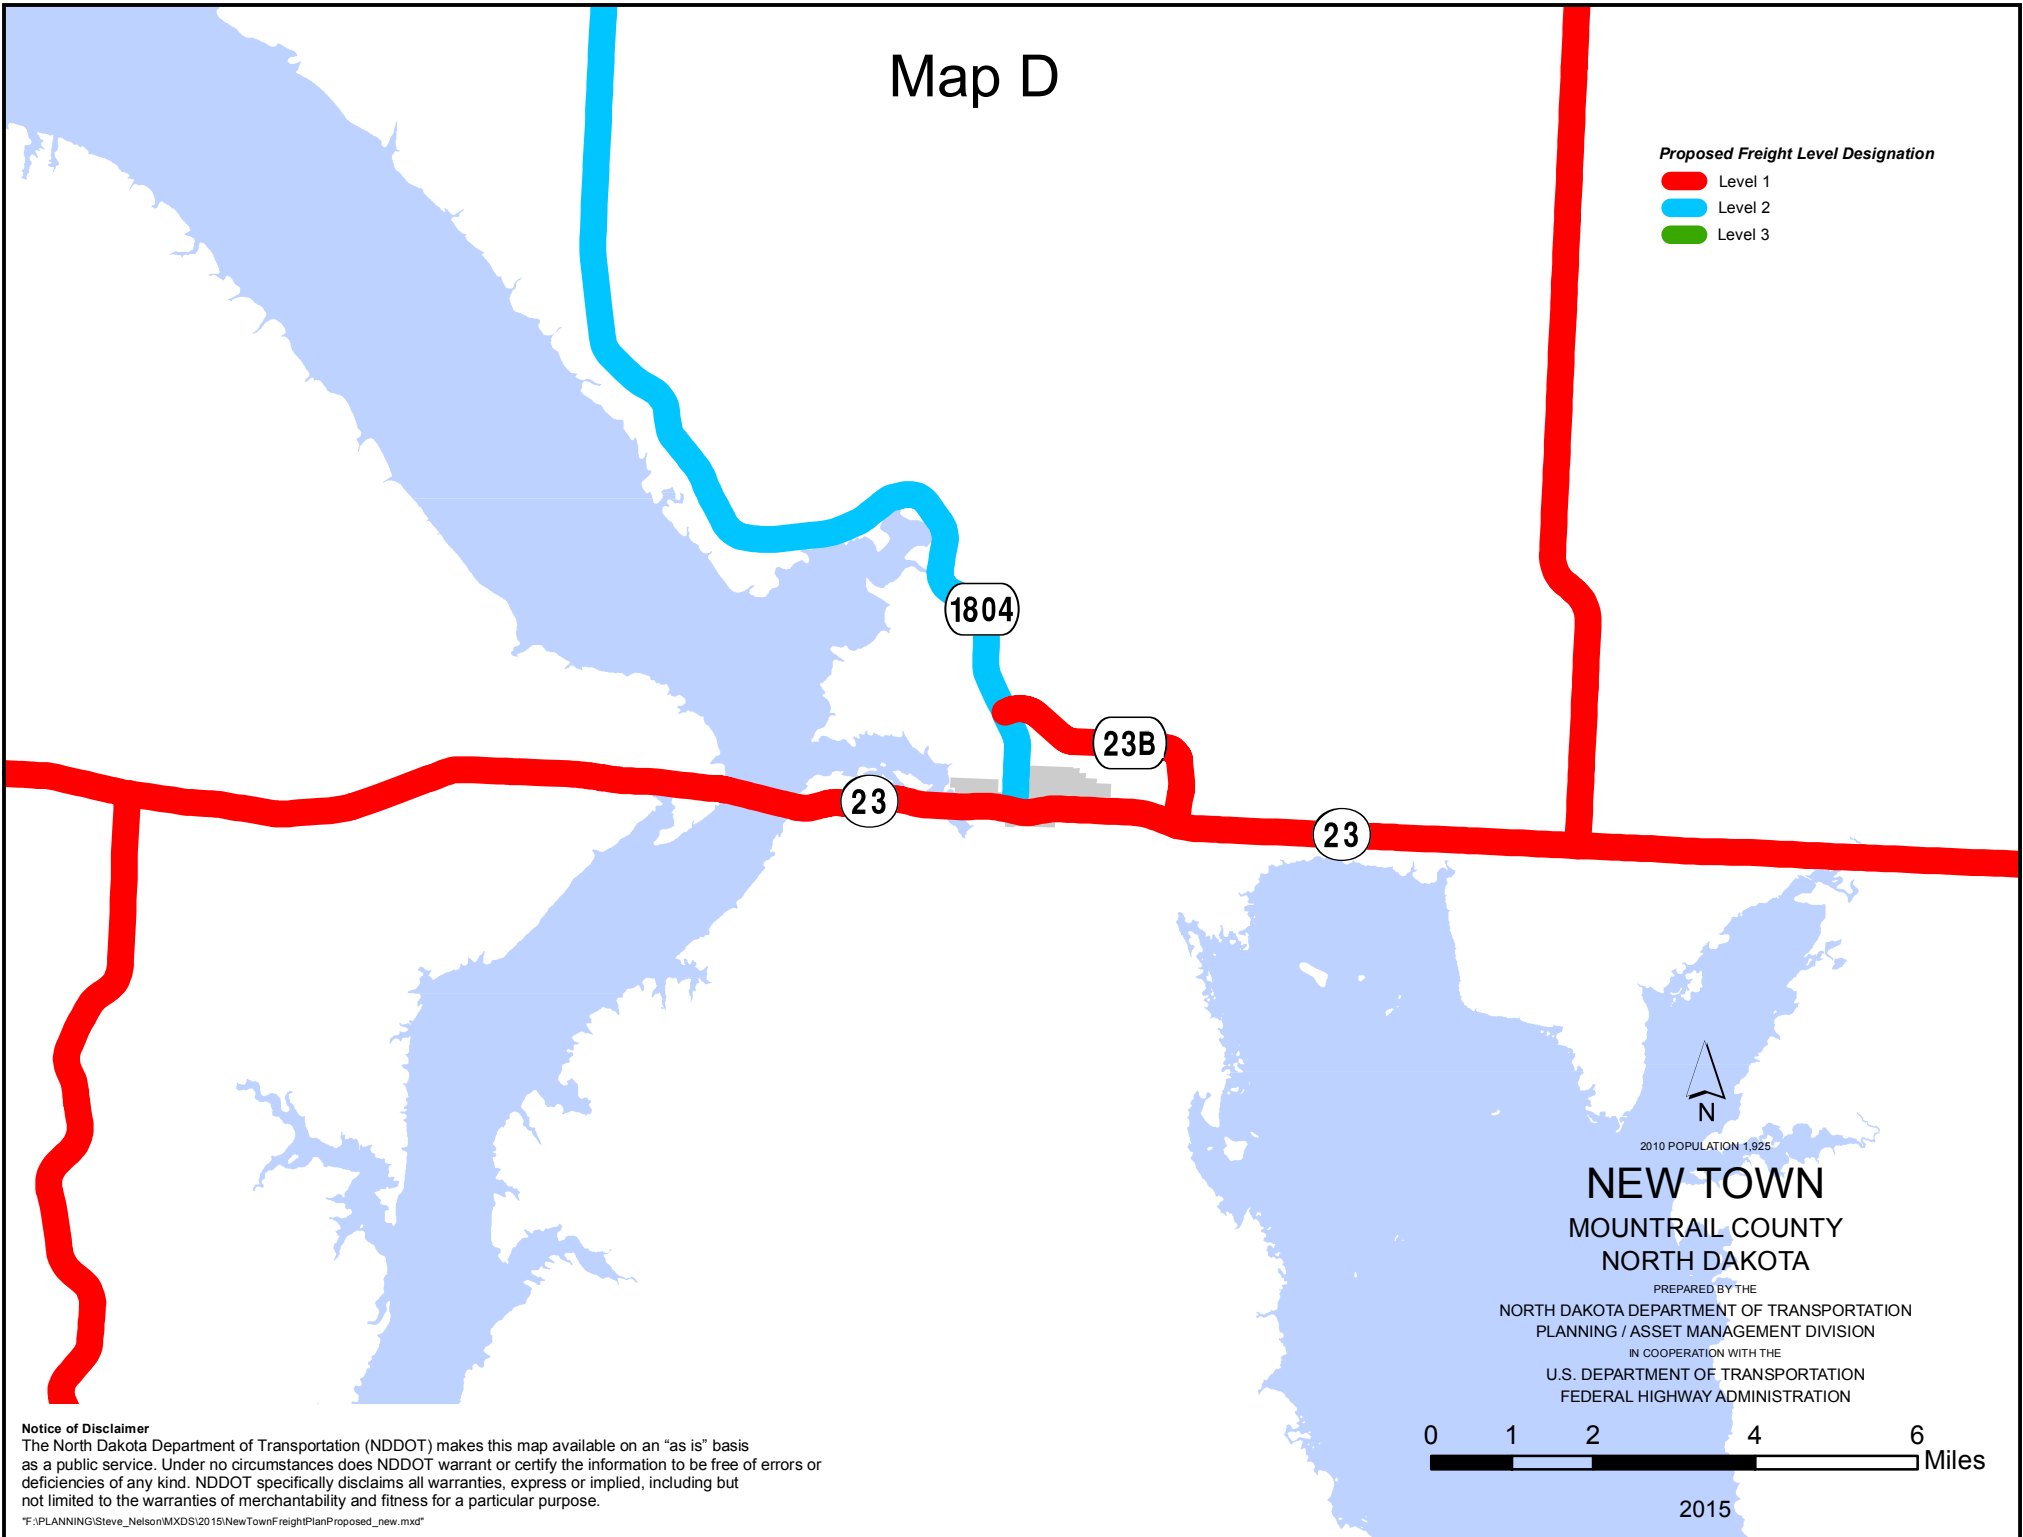 Map D
Proposed Freight Level Designation
Level 1
Level 2
Level 3
1804
23B
23
23
N
2010 POPULATION 1,925
NEW TOWN
MOUNTRAIL COUNTY
NORTH DAKOTA
PREPARED BY THE
NORTH DAKOTA DEPARTMENT OF TRANSPORTATION
PLANNING / ASSET MANAGEMENT DIVISION
IN COOPERATION WITH THE
U.S. DEPARTMENT OF TRANSPORTATION
FEDERAL HIGHWAY ADMINISTRATION
0 1 2 4 6
Miles
2015
Notice of Disclaimer
The North Dakota Department of Transportation (NDDOT) makes this map available on an “as is” basis
as a public service. Under no circumstances does NDDOT warrant or certify the information to be free of errors or
deficiencies of any kind. NDDOT specifically disclaims all warranties, express or implied, including but
not limited to the warranties of merchantability and fitness for a particular purpose.
"F:\PLANNING\Steve_Nelson\MXDS\2015\NewTownFreightPlanProposed_new.mxd"